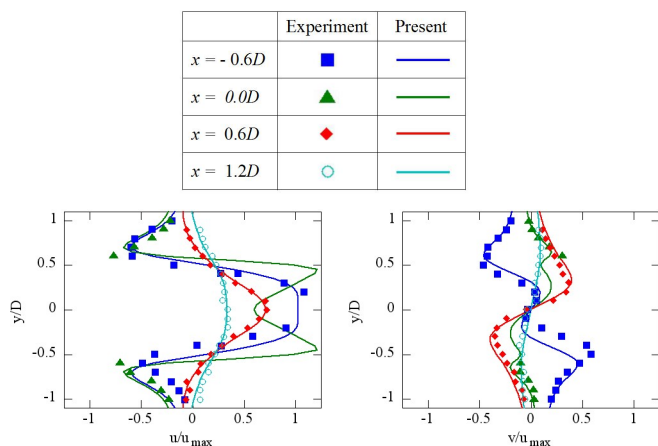 Experiment Present
x = - 0.6D
x = 0.0D
x = 0.6D
x = 1.2D
1
0.5
0
-0.5
-1
y/D
-1 -0.5 0 0.5 1
u/umax
1
0.5
0
-0.5
-1
y/D
-1 -0.5 0 0.5 1
v/umax